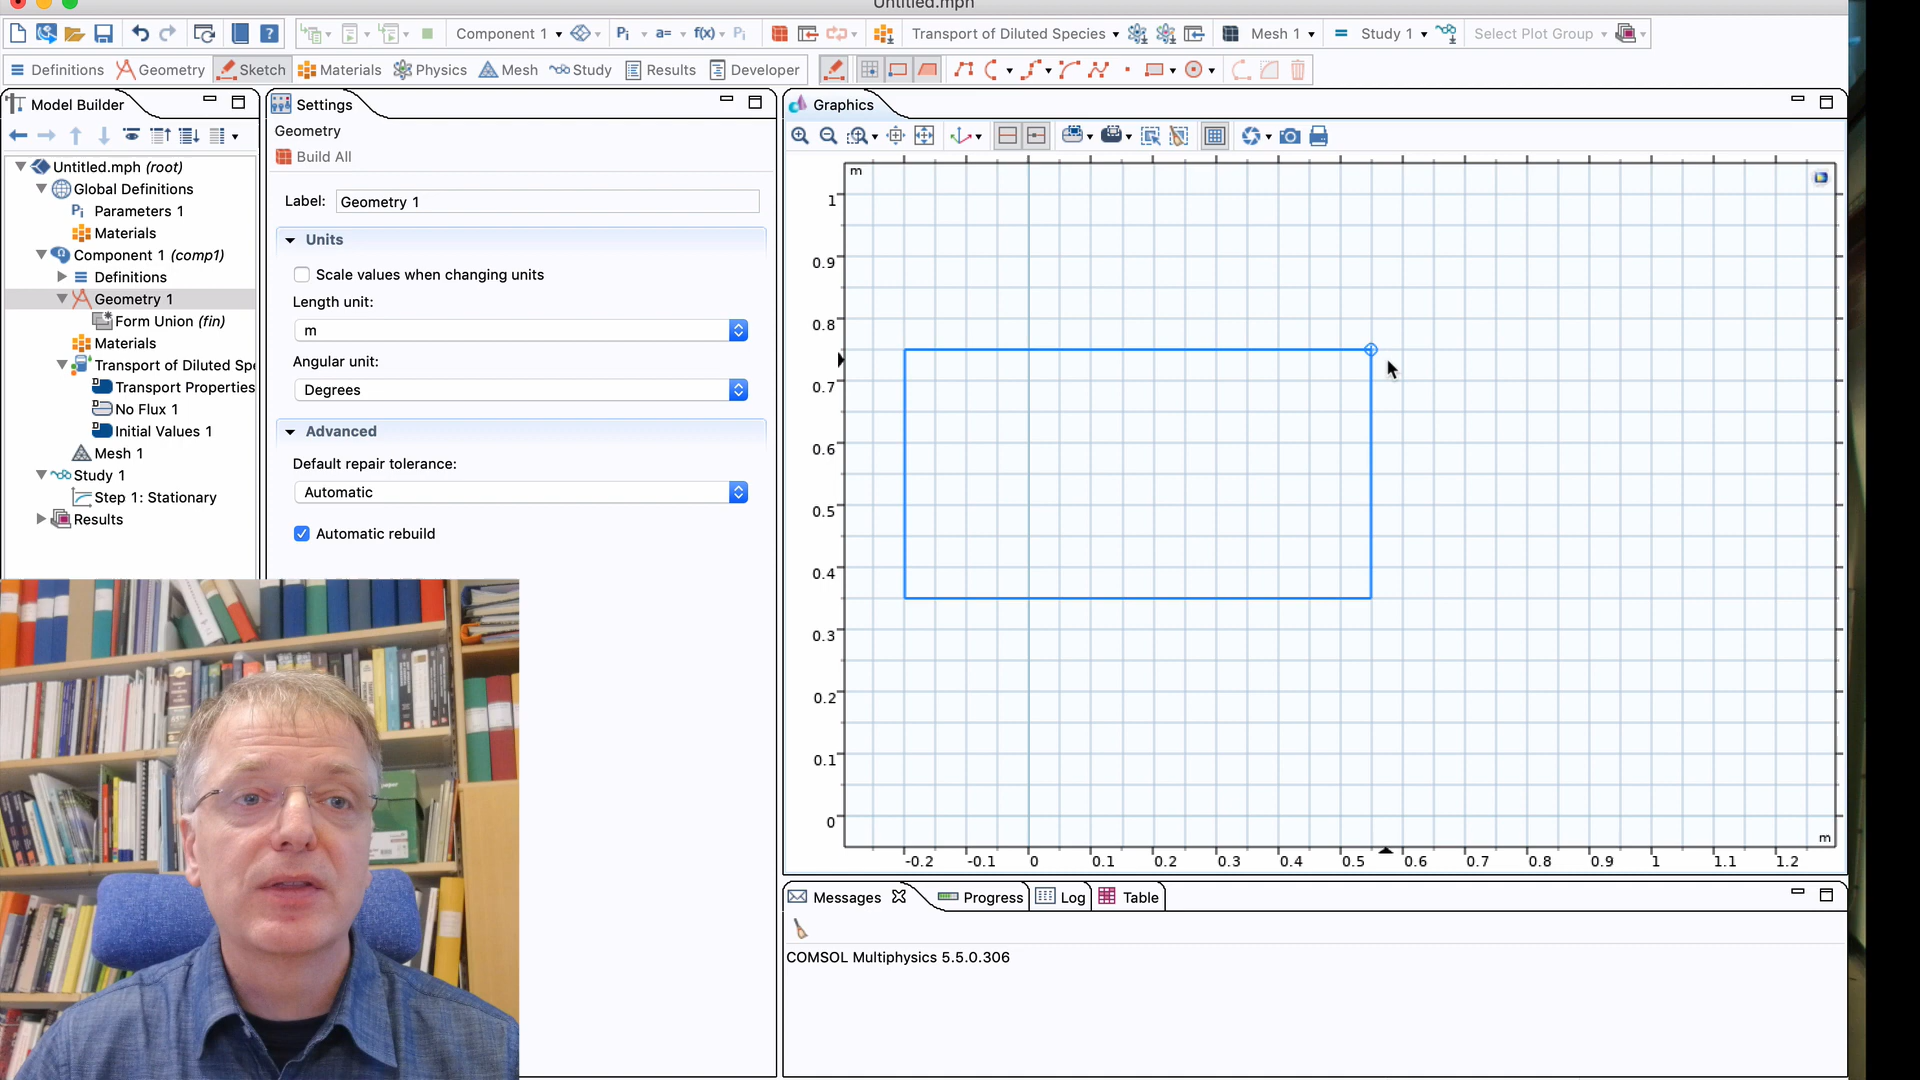 Untitled.mph
Component 1
Pi
a=
f(x)
Pi
Transport of Diluted Species
Mesh 1
Study 1
Select Plot Group
Definitions
Geometry
Sketch
Materials
Physics
Mesh
Study
Results
Developer
Model Builder
Untitled.mph (root)
Global Definitions
Pi Parameters 1
Materials
Component 1 (comp1)
Definitions
Geometry 1
Form Union (fin)
Materials
Transport of Diluted Spe
Transport Properties
No Flux 1
Initial Values 1
Mesh 1
Study 1
Step 1: Stationary
Results
Settings
Geometry
Build All
Label: Geometry 1
Units
Scale values when changing units
Length unit:
m
Angular unit:
Degrees
Advanced
Default repair tolerance:
Automatic
Automatic rebuild
Graphics
m
1
0.9
0.8
0.7
0.6
0.5
0.4
0.3
0.2
0.1
0
m
-0.2 -0.1 0 0.1 0.2 0.3 0.4 0.5 0.6 0.7 0.8 0.9 1 1.1 1.2
Messages
Progress
Log
Table
COMSOL Multiphysics 5.5.0.306